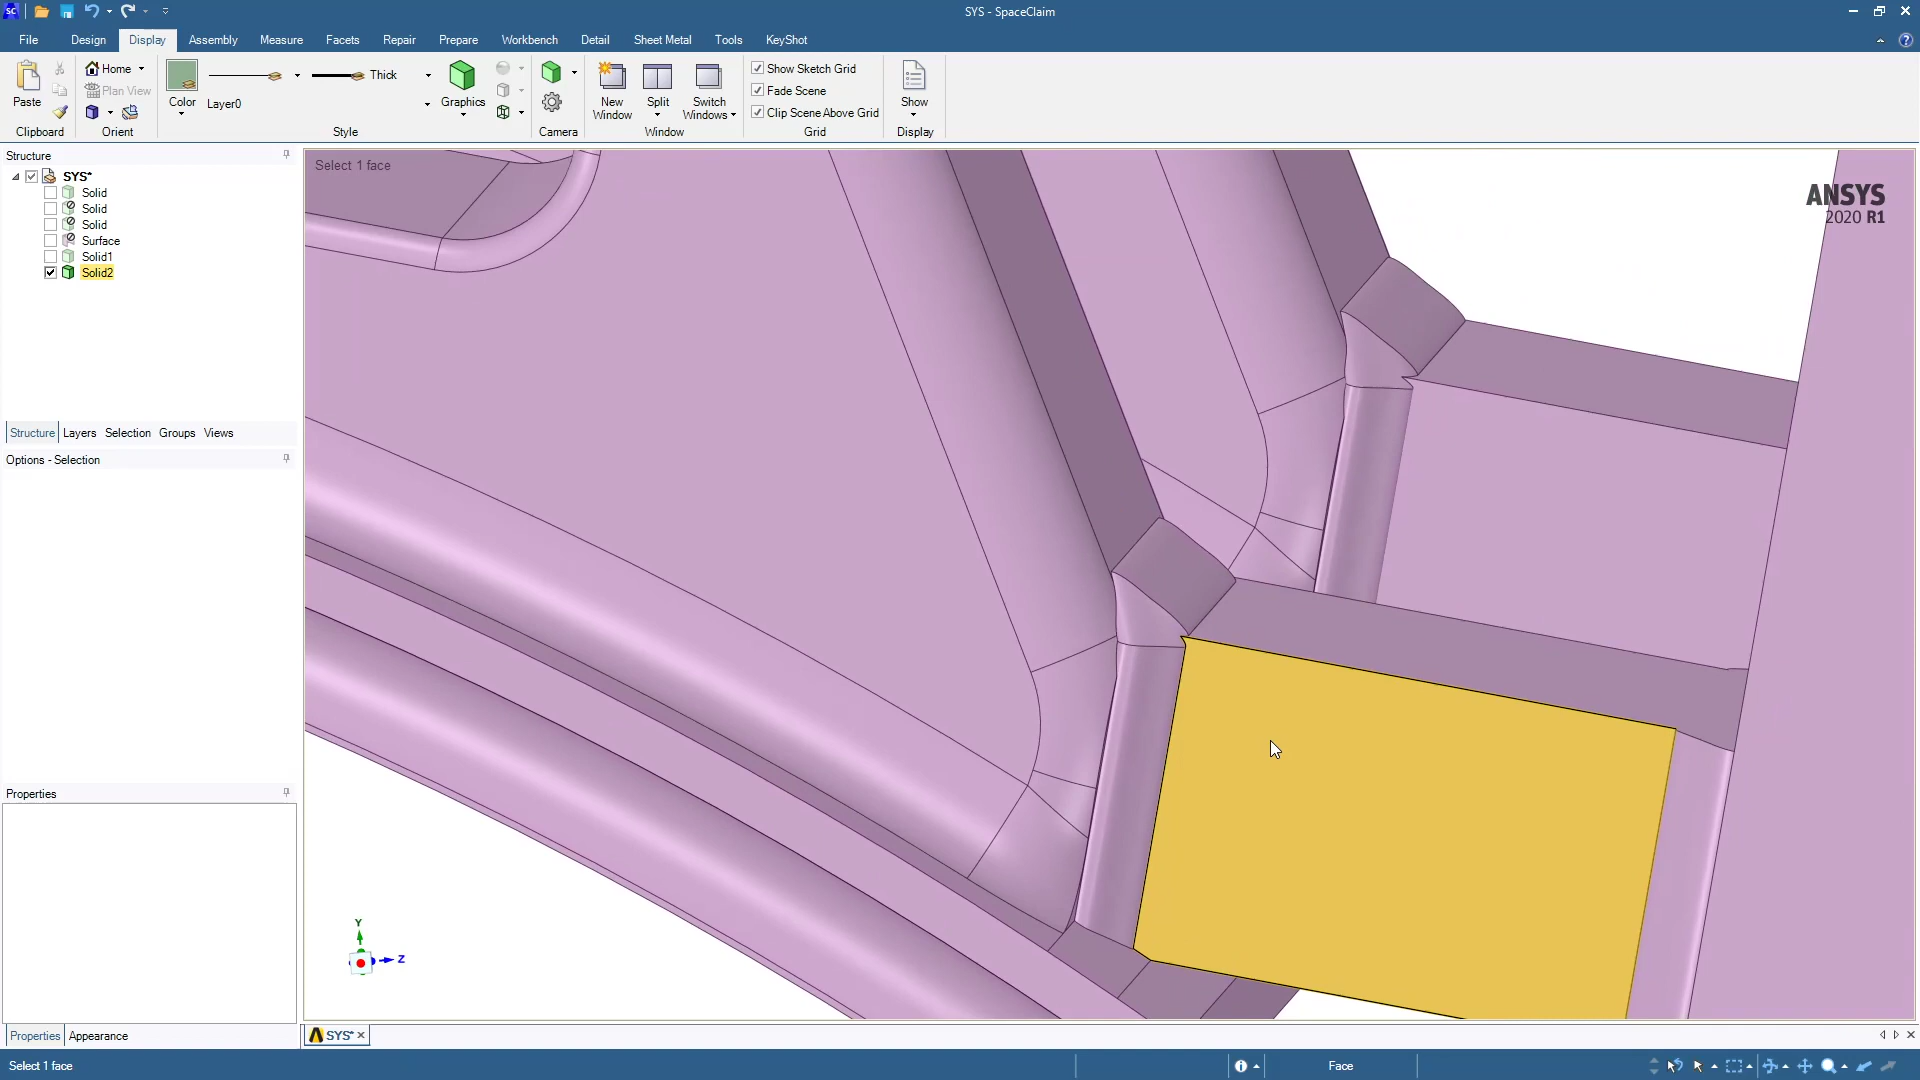 SC
SYS - SpaceClaim
File Design Display Assembly Measure Facets Repair Prepare Workbench Detail Sheet Metal Tools KeyShot
Paste
Clipboard
Home
Plan View
Orient
Color
Layer0
Thick
Style
Graphics
Camera
New Window
Split
Switch Windows
Window
Show Sketch Grid
Fade Scene
Clip Scene Above Grid
Grid
Show
Display
Structure
SYS*
Solid
Solid
Solid
Surface
Solid1
Solid2
Structure Layers Selection Groups Views
Options - Selection
Properties
Properties Appearance
Select 1 face
ANSYS
2020 R1
Y
Z
SYS*
Select 1 face
Face